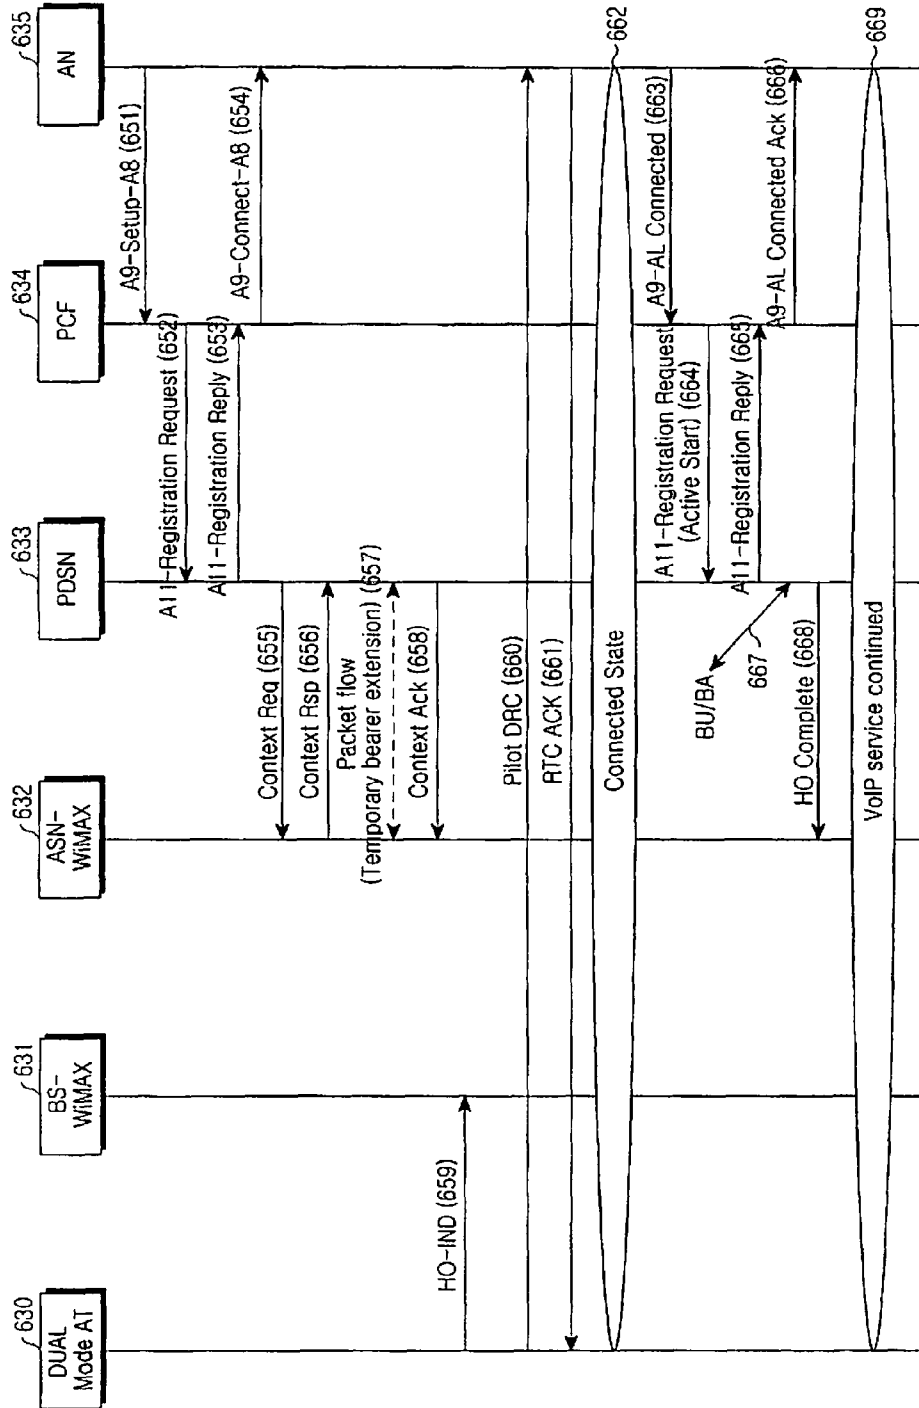 630
DUAL
Mode AT
631
BS-
WiMAX
632
ASN-
WiMAX
633
PDSN
634
PCF
635
AN
A9-Setup-A8 (651)
A11-Registration Request (652)
A11-Registration Reply (653)
A9-Connect-A8 (654)
Context Req (655)
Context Rsp (656)
Packet flow
(Temporary bearer extension) (657)
Context Ack (658)
HO-IND (659)
Pilot DRC (660)
RTC ACK (661)
Connected State
662
A9-AL Connected (663)
A11-Registration Request
(Active Start) (664)
A11-Registration Reply (665)
A9-AL Connected Ack (666)
BU/BA
667
HO Complete (668)
VoIP service continued
669